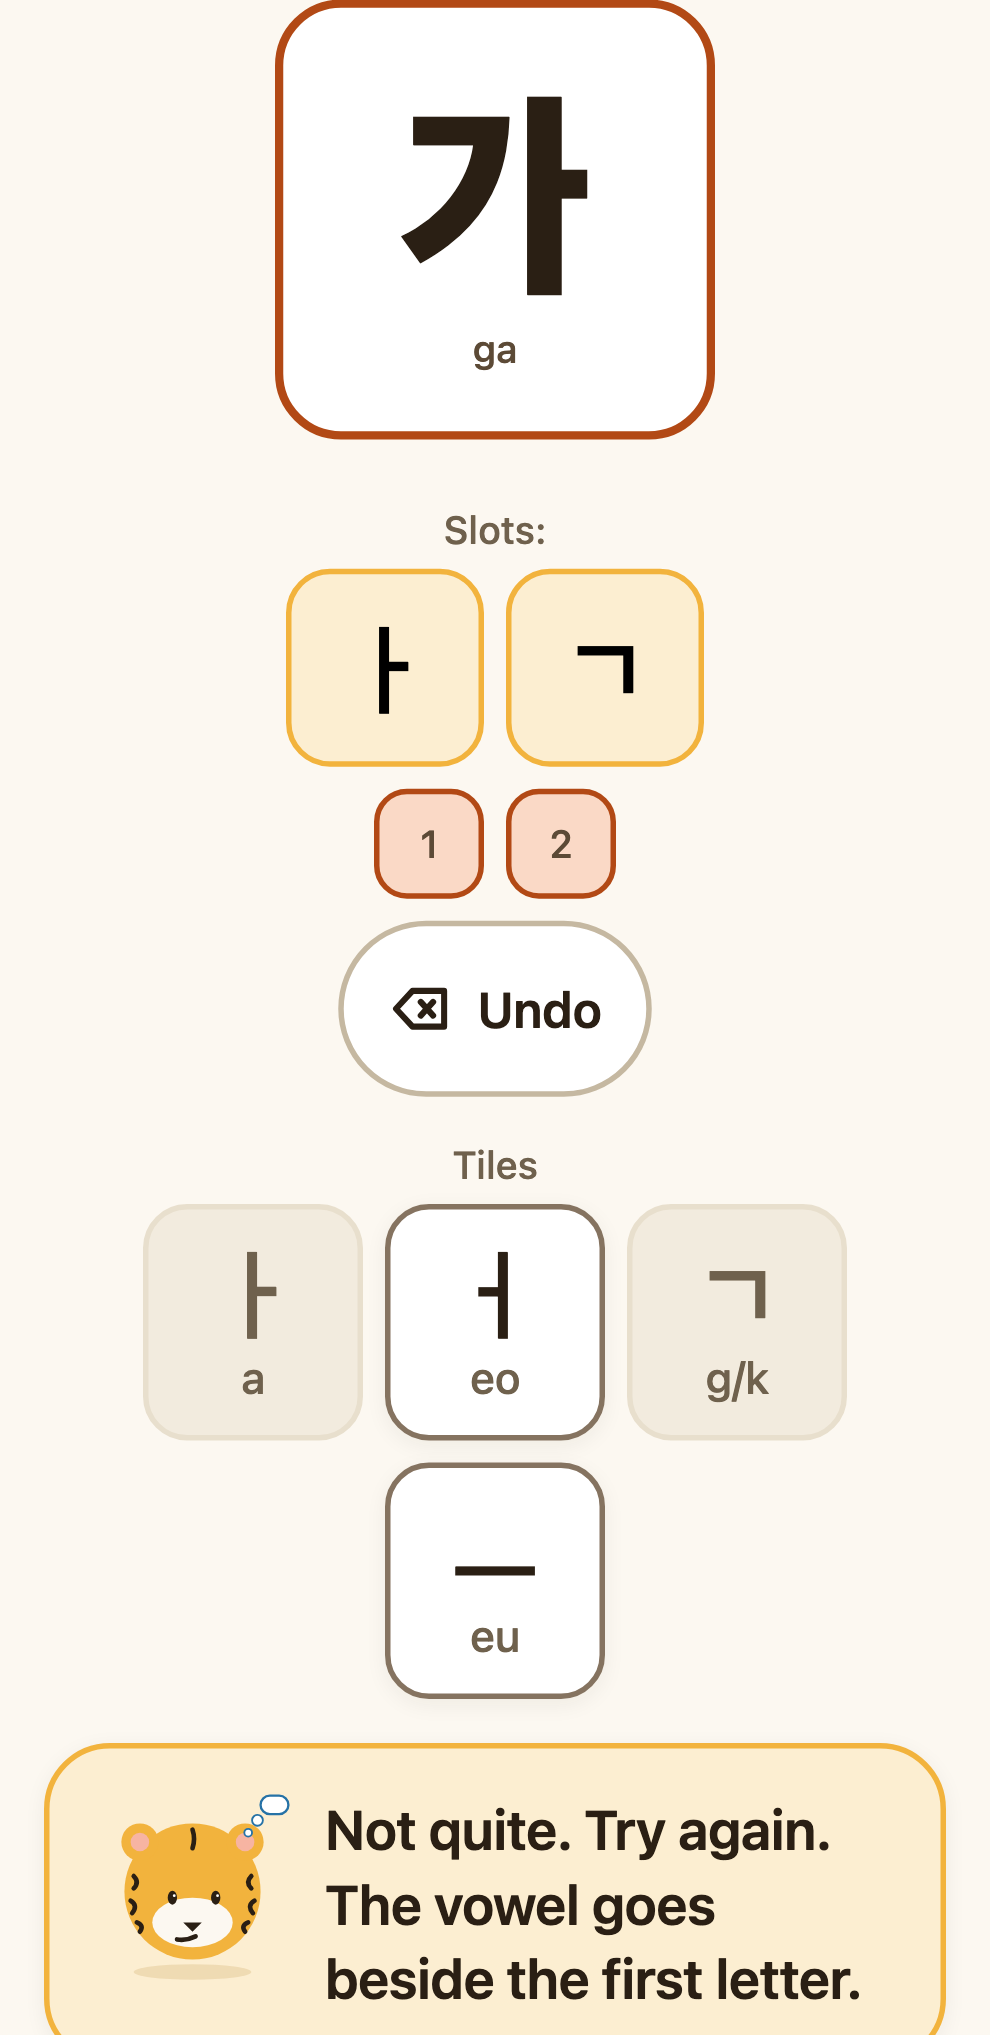 가
ga
Slots:
ㅏ ㄱ
1 2
Undo
Tiles
ㅏ ㅓ ㄱ
a eo g/k
ㅡ
eu
Not quite. Try again.
The vowel goes
beside the first letter.